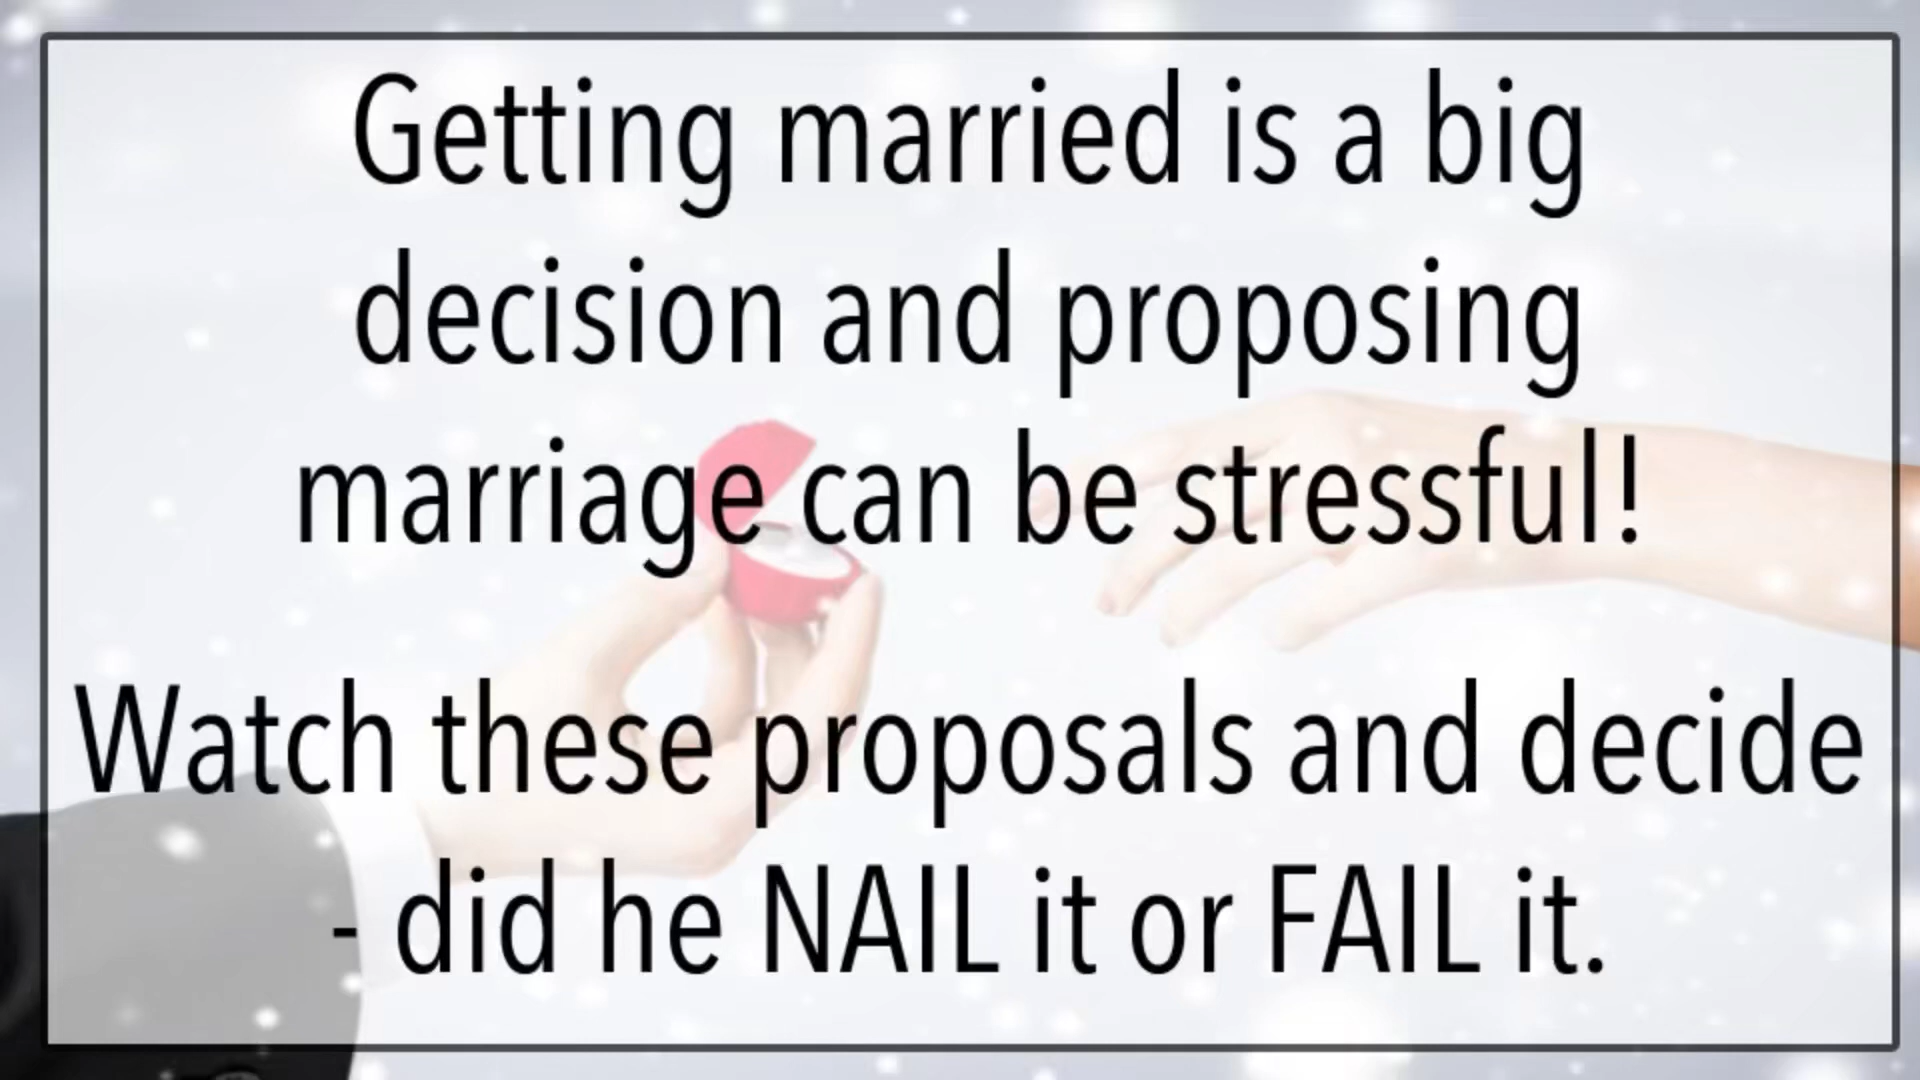 Getting married is a big
decision and proposing
marriage can be stressful!
Watch these proposals and decide
- did he NAIL it or FAIL it.